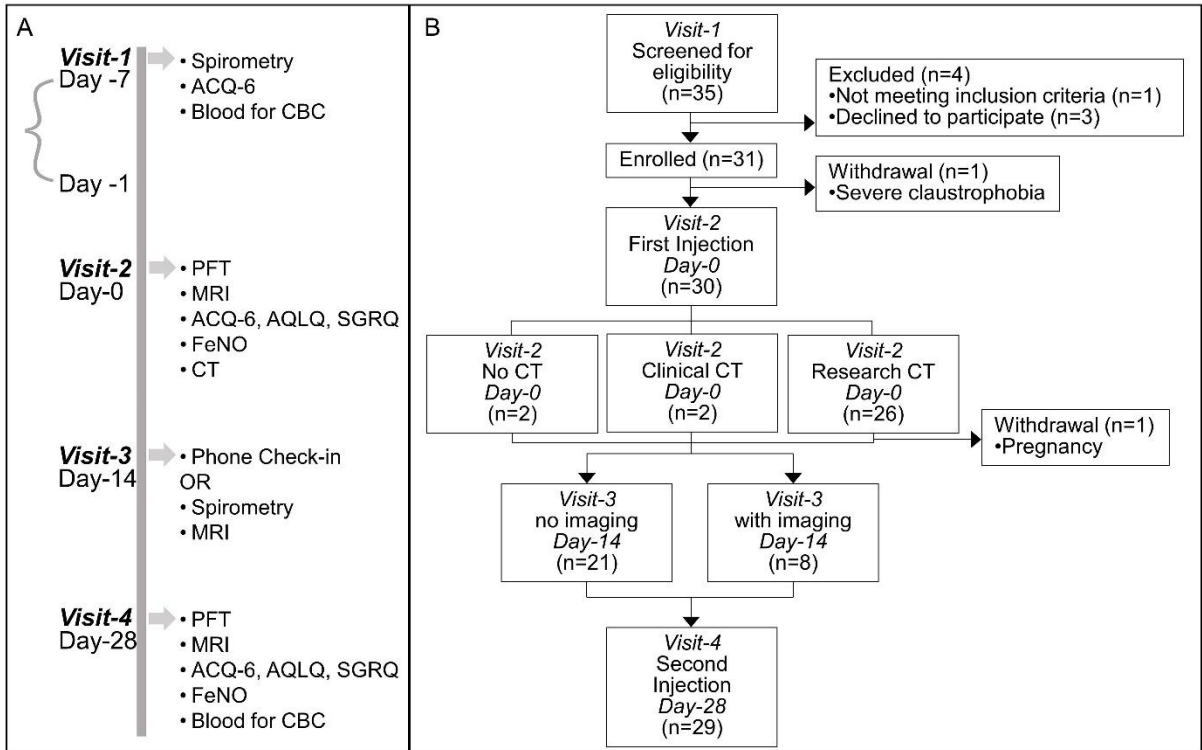 A
Visit-1
Day -7
• Spirometry
• ACQ-6
• Blood for CBC
Day -1
Visit-2
Day-0
• PFT
• MRI
• ACQ-6, AQLQ, SGRQ
• FeNO
• CT
Visit-3
Day-14
• Phone Check-in
OR
• Spirometry
• MRI
Visit-4
Day-28
• PFT
• MRI
• ACQ-6, AQLQ, SGRQ
• FeNO
• Blood for CBC
B
Visit-1
Screened for
eligibility
(n=35)
Excluded (n=4)
•Not meeting inclusion criteria (n=1)
•Declined to participate (n=3)
Enrolled (n=31)
Withdrawal (n=1)
•Severe claustrophobia
Visit-2
First Injection
Day-0
(n=30)
Visit-2
No CT
Day-0
(n=2)
Visit-2
Clinical CT
Day-0
(n=2)
Visit-2
Research CT
Day-0
(n=26)
Withdrawal (n=1)
•Pregnancy
Visit-3
no imaging
Day-14
(n=21)
Visit-3
with imaging
Day-14
(n=8)
Visit-4
Second
Injection
Day-28
(n=29)